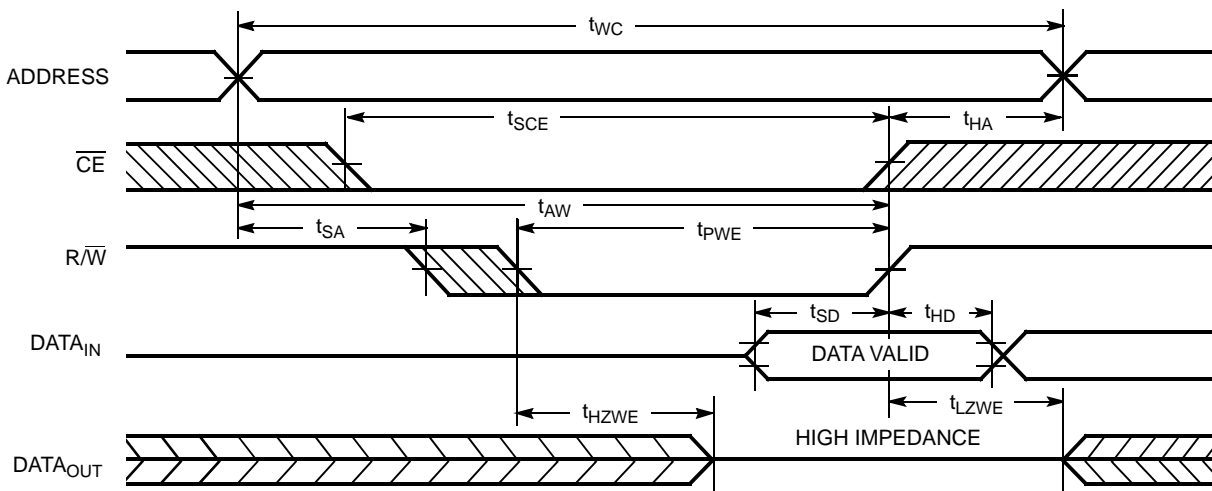 tWC
ADDRESS
tSCE
tHA
CE
tAW
tSA
tPWE
R/W
tSD
tHD
DATAIN
DATA VALID
tHZWE
tLZWE
HIGH IMPEDANCE
DATAOUT